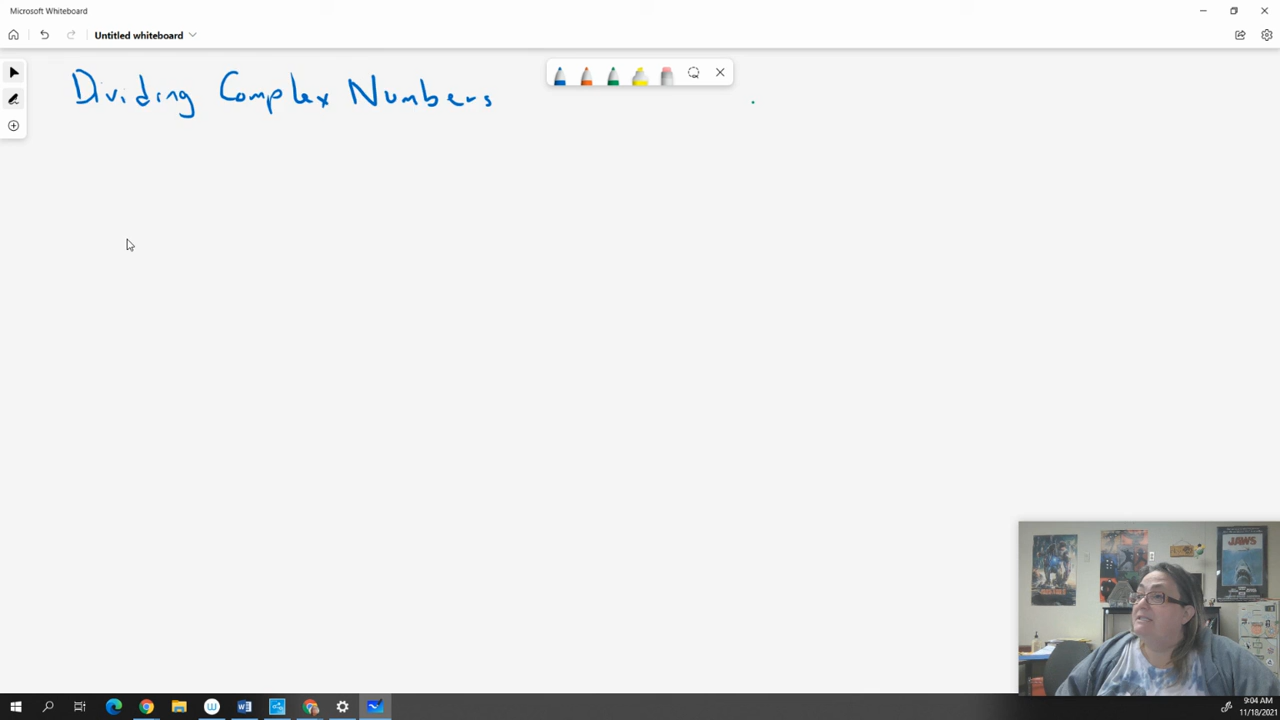 Microsoft Whiteboard
Untitled whiteboard
Dividing Complex Numbers
JAWS
9:04 AM
11/18/2021